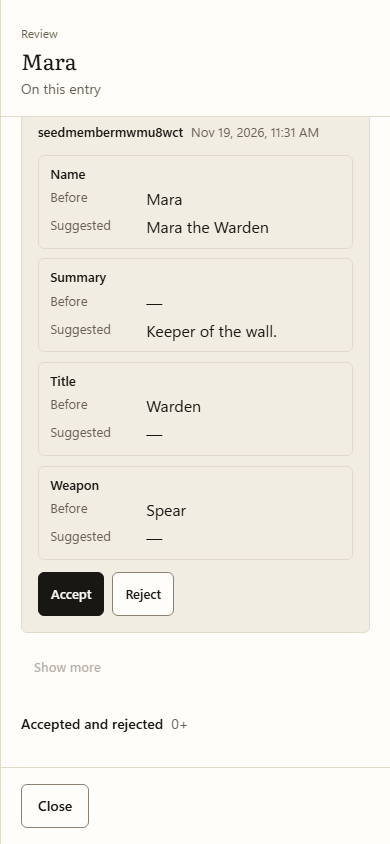 Review
Mara
On this entry
seedmembermwmu8wct Nov 19, 2026, 11:31 AM
Name
Before Mara
Suggested Mara the Warden
Summary
Before —
Suggested Keeper of the wall.
Title
Before Warden
Suggested —
Weapon
Before Spear
Suggested —
Accept Reject
Show more
Accepted and rejected 0+
Close